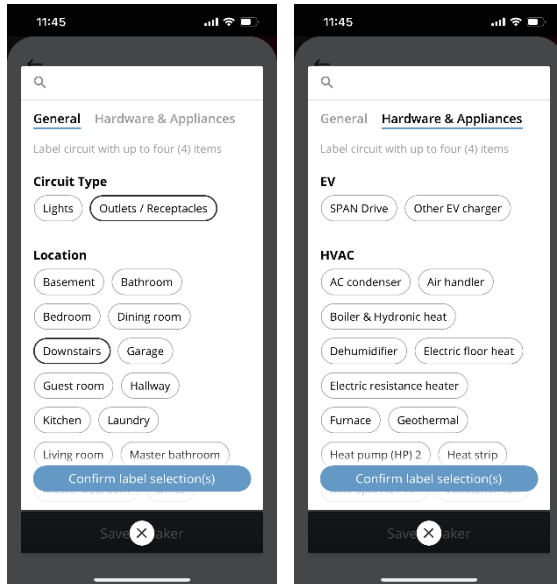 11:45
General Hardware & Appliances
Label circuit with up to four (4) items
Circuit Type
Lights Outlets / Receptacles
Location
Basement Bathroom
Bedroom Dining room
Downstairs Garage
Guest room Hallway
Kitchen Laundry
Living room Master bathroom
Confirm label selection(s)
Save aker
11:45
General Hardware & Appliances
Label circuit with up to four (4) items
EV
SPAN Drive Other EV charger
HVAC
AC condenser Air handler
Boiler & Hydronic heat
Dehumidifier Electric floor heat
Electric resistance heater
Furnace Geothermal
Heat pump (HP) 2 Heat strip
Confirm label selection(s)
Save aker